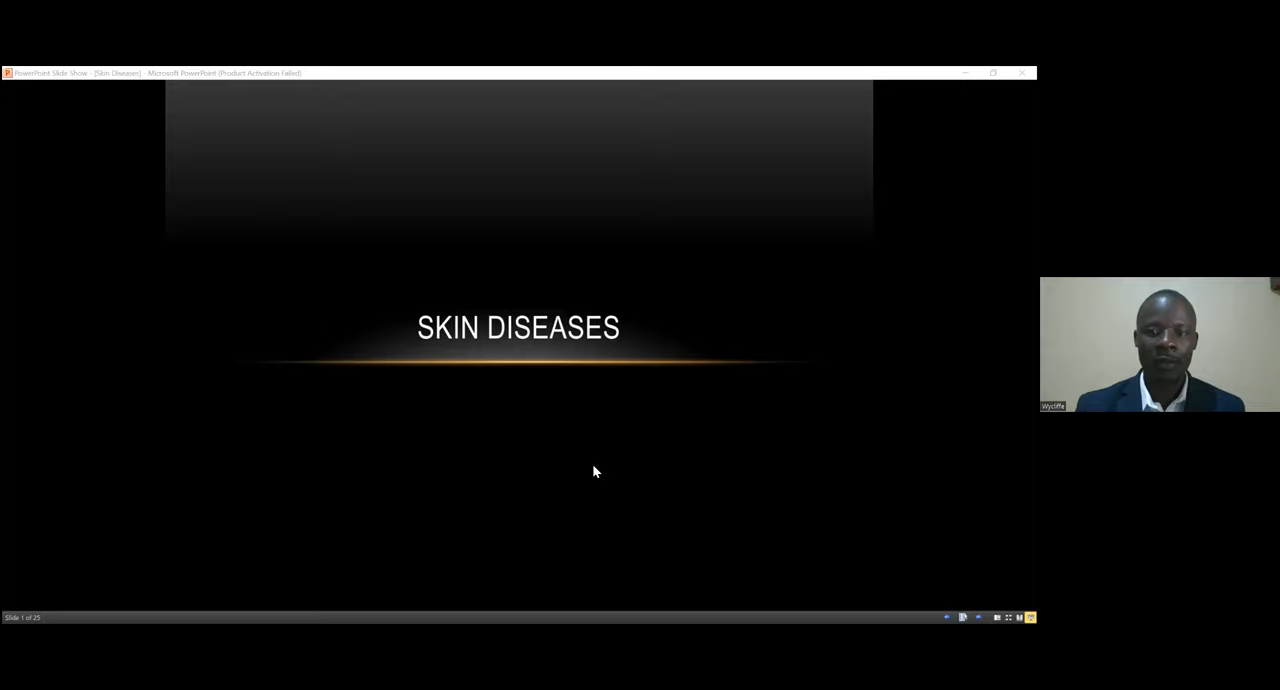 PowerPoint Slide Show - [Skin Diseases] - Microsoft PowerPoint (Product Activation Failed)
SKIN DISEASES
Wycliffe
Slide 1 of 25